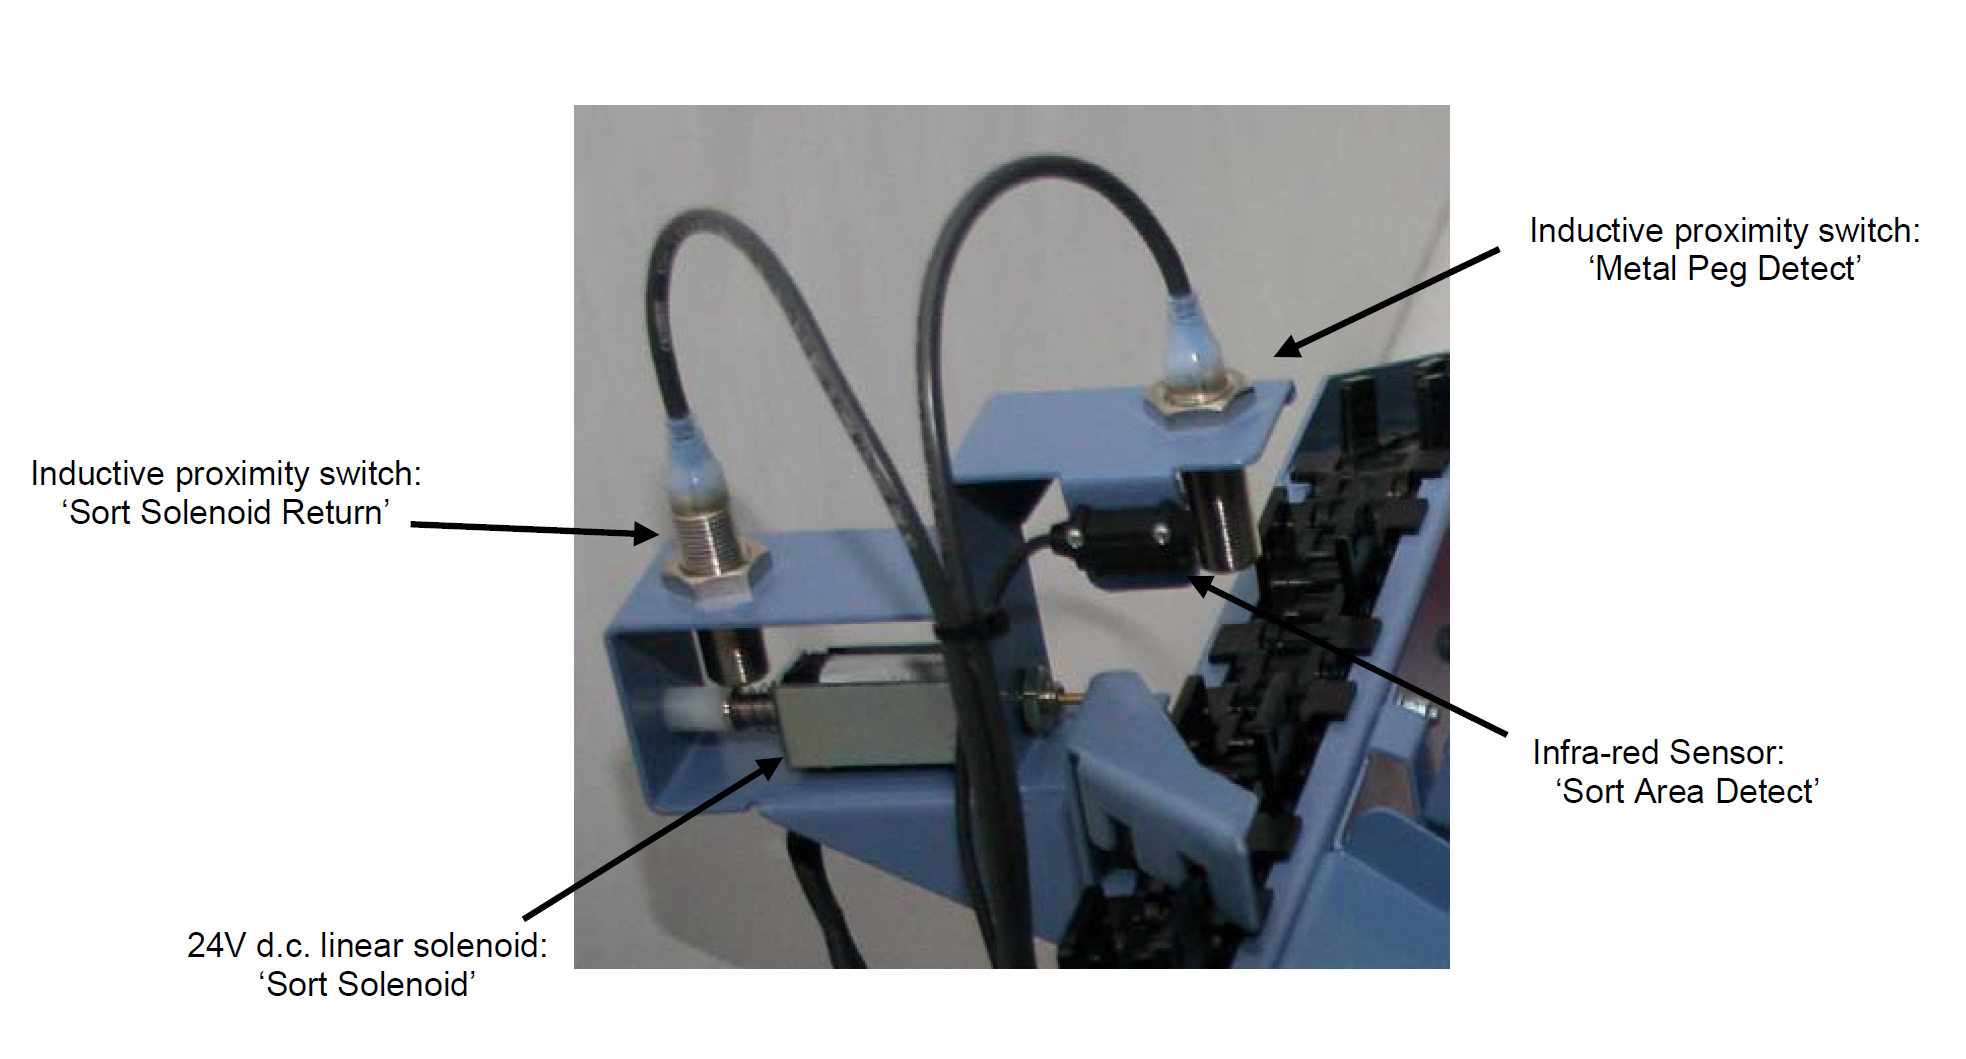 Inductive proximity switch:
‘Metal Peg Detect’
Inductive proximity switch:
‘Sort Solenoid Return’
Infra-red Sensor:
‘Sort Area Detect’
24V d.c. linear solenoid:
‘Sort Solenoid’